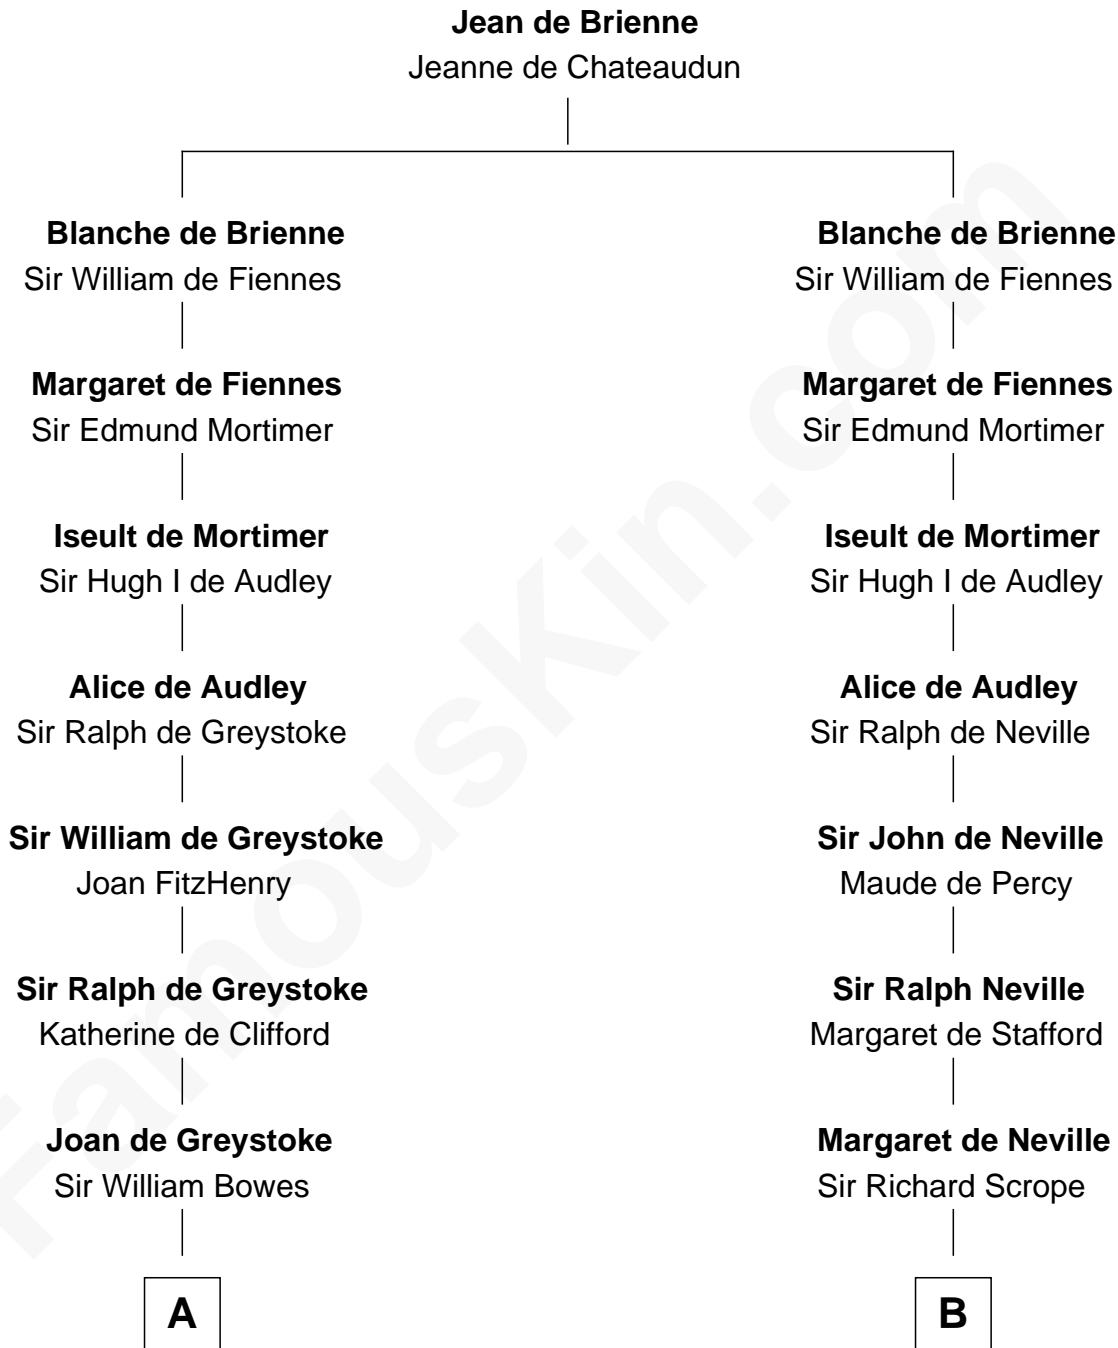 Jean de Brienne
Jeanne de Chateaudun
Blanche de Brienne
Sir William de Fiennes
Margaret de Fiennes
Sir Edmund Mortimer
Iseult de Mortimer
Sir Hugh I de Audley
Alice de Audley
Sir Ralph de Greystoke
Sir William de Greystoke
Joan FitzHenry
Sir Ralph de Greystoke
Katherine de Clifford
Joan de Greystoke
Sir William Bowes
A
Blanche de Brienne
Sir William de Fiennes
Margaret de Fiennes
Sir Edmund Mortimer
Iseult de Mortimer
Sir Hugh I de Audley
Alice de Audley
Sir Ralph de Neville
Sir John de Neville
Maude de Percy
Sir Ralph Neville
Margaret de Stafford
Margaret de Neville
Sir Richard Scrope
B
FamousKin.com